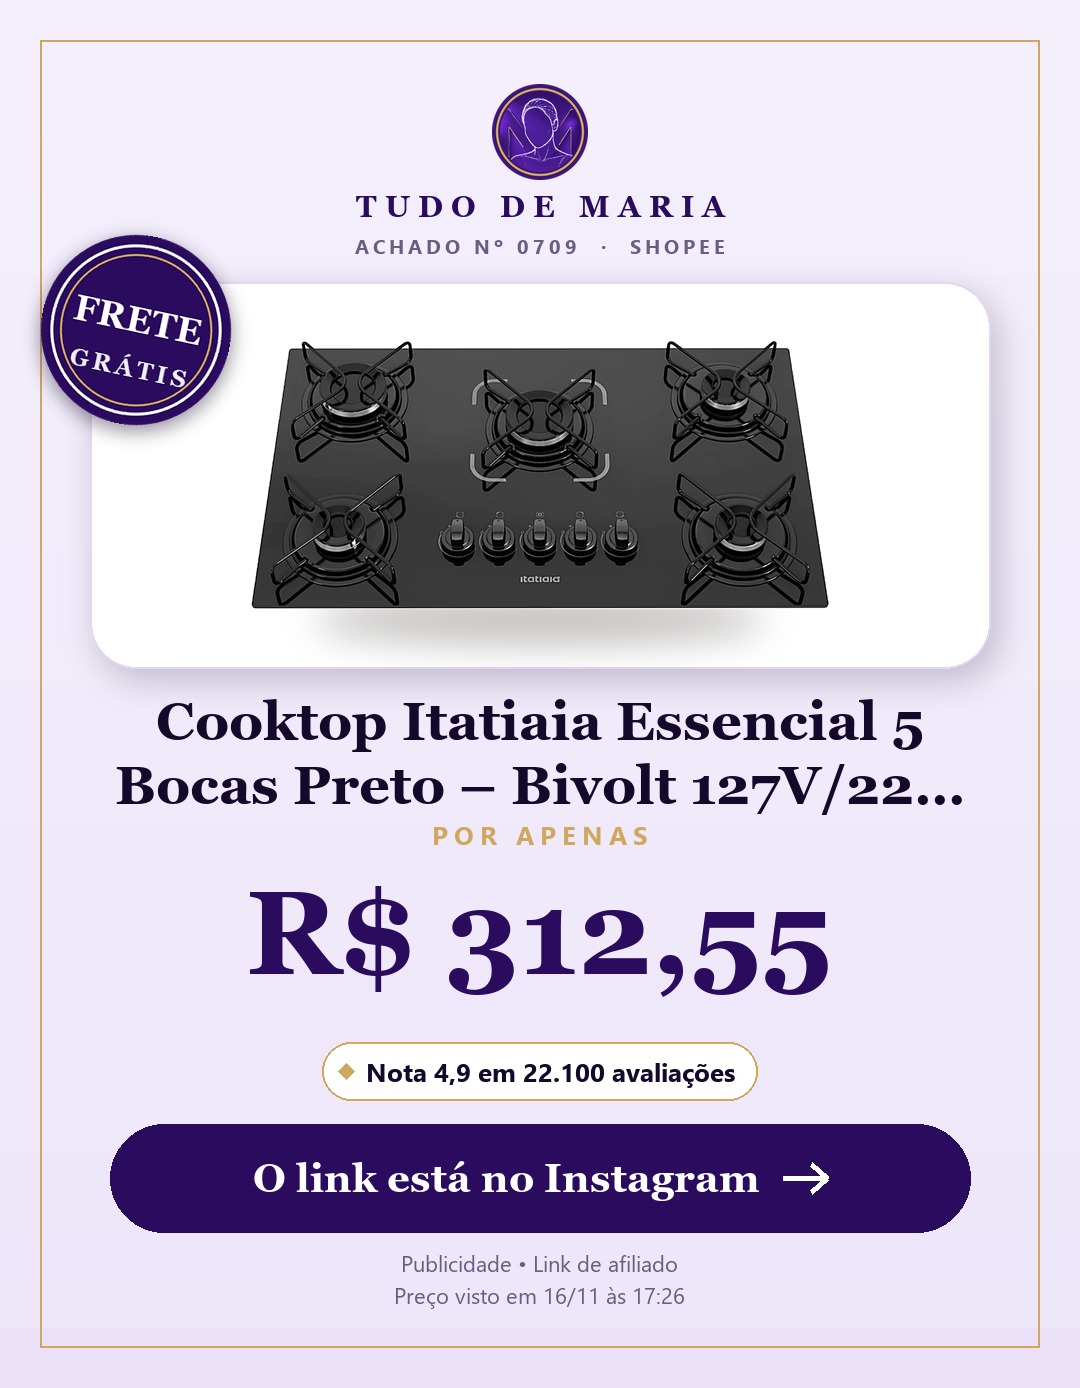 TUDO DE MARIA
ACHADO Nº 0709 · SHOPEE
FRETE
GRÁTIS
itatiaia
Cooktop Itatiaia Essencial 5
Bocas Preto – Bivolt 127V/22...
POR APENAS
R$ 312,55
Nota 4,9 em 22.100 avaliações
O link está no Instagram →
Publicidade • Link de afiliado
Preço visto em 16/11 às 17:26